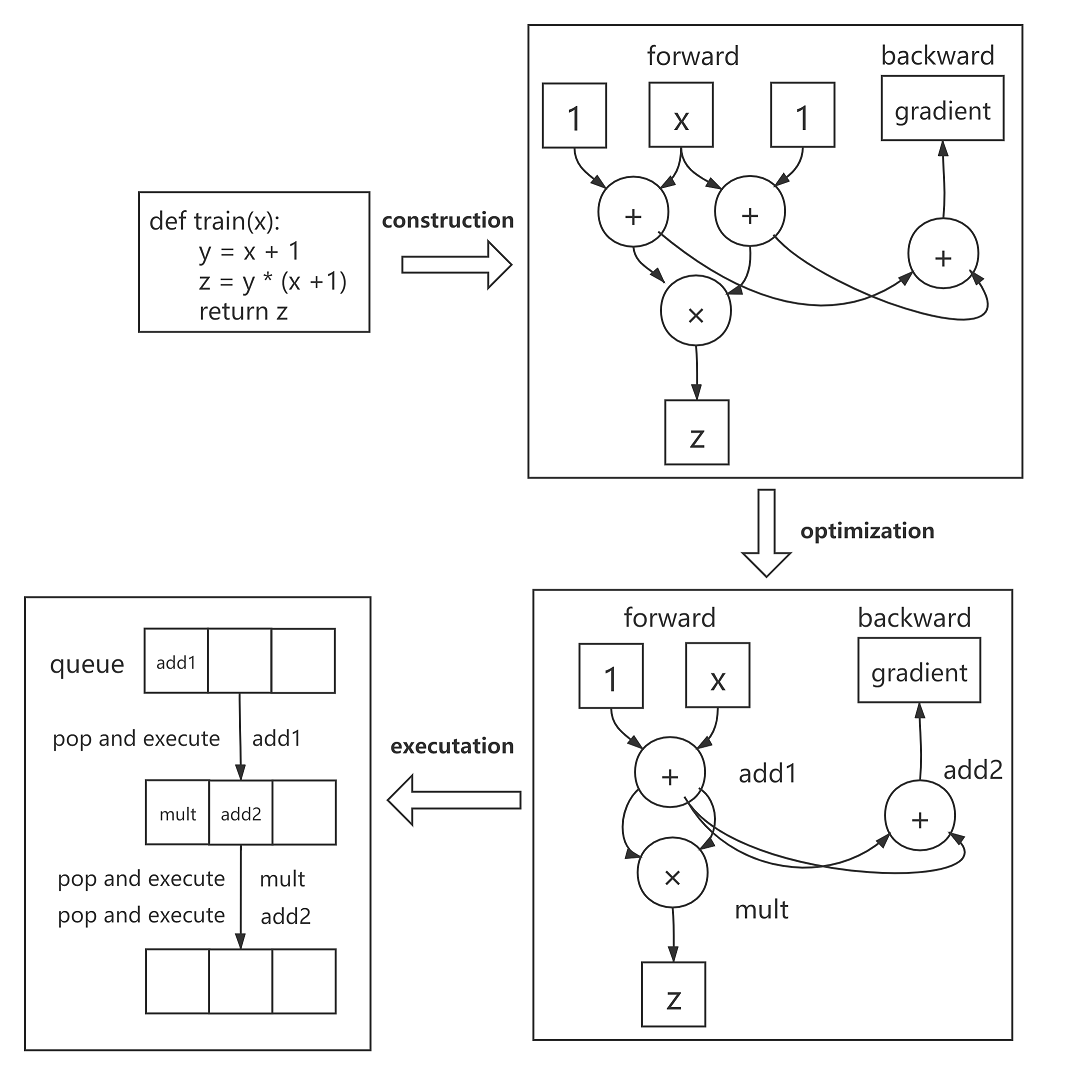 def train(x):
y = x + 1
z = y * (x +1)
return z
construction
forward
backward
1
x
1
gradient
+
+
+
×
z
optimization
forward
backward
1
x
gradient
+
add1
add2
+
×
mult
z
executation
queue
add1
pop and execute add1
mult
add2
pop and execute mult
pop and execute add2